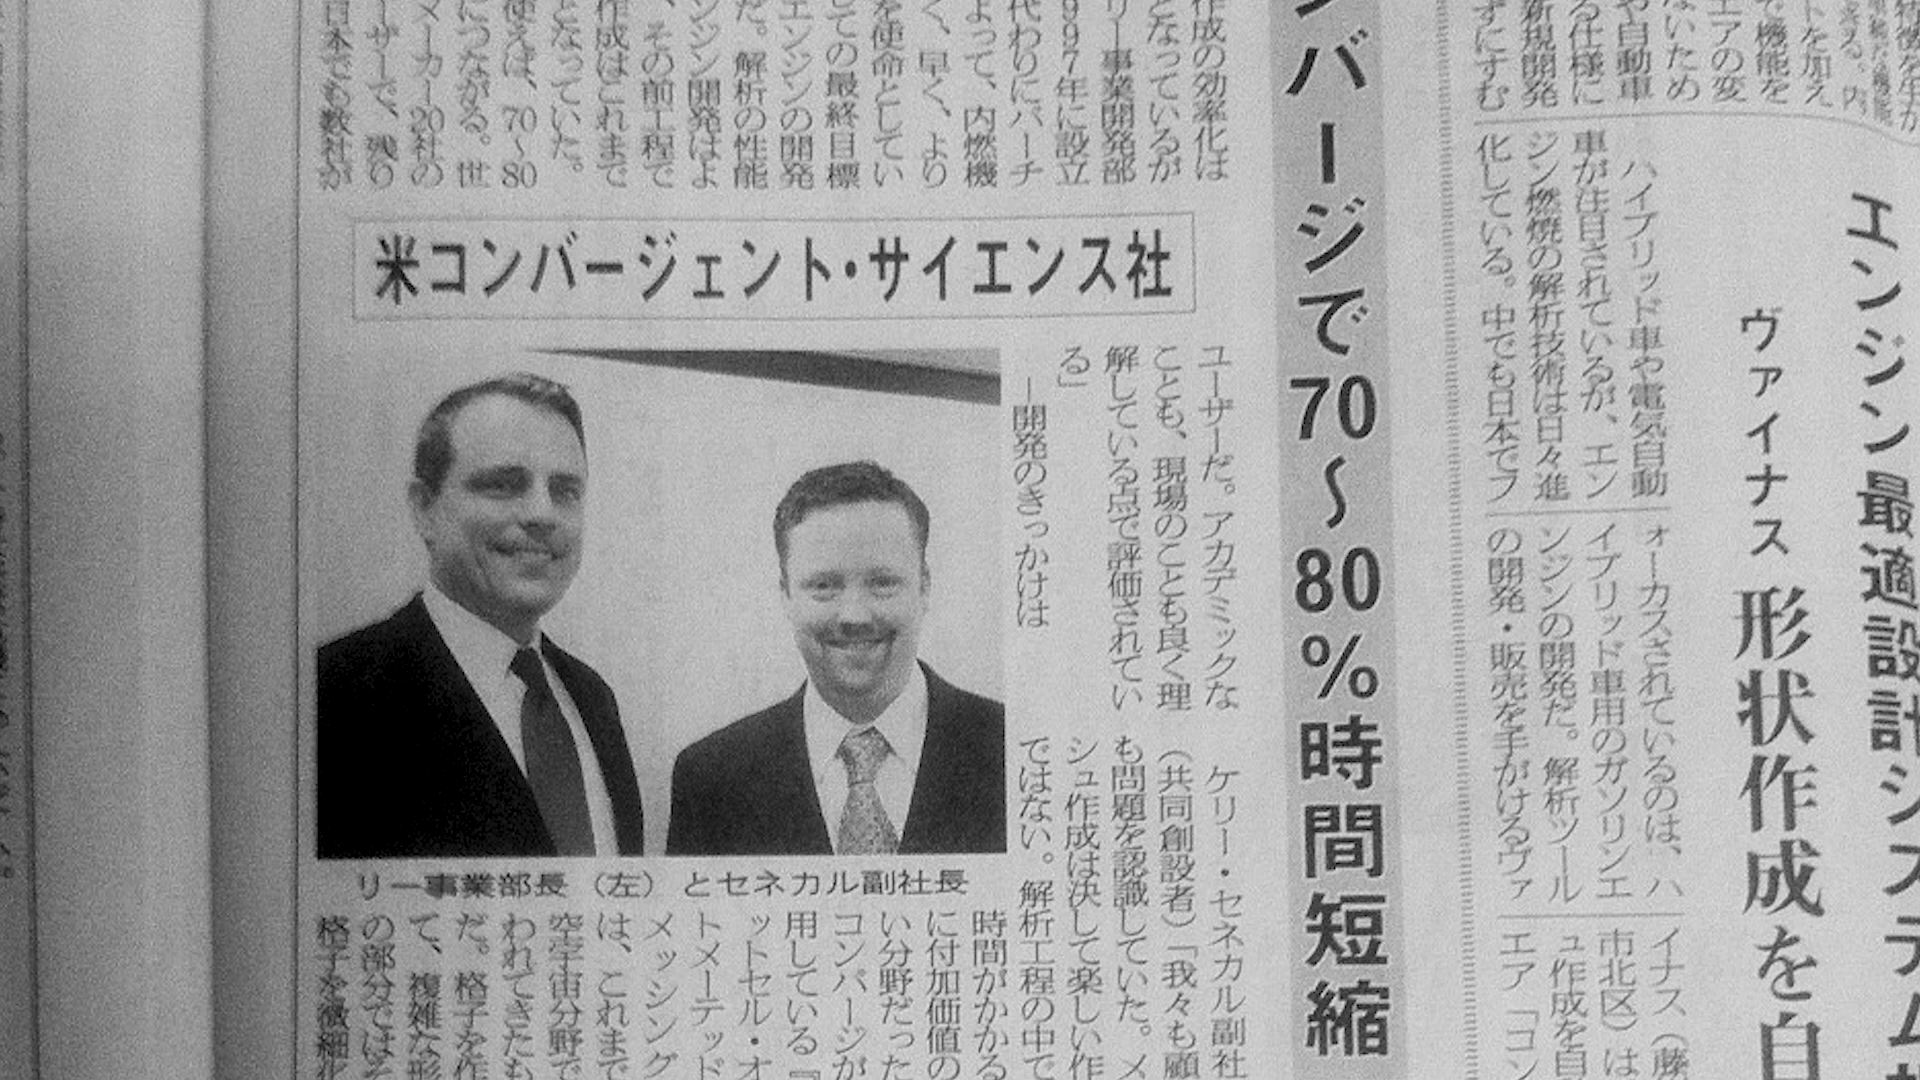 エンジン最適設計システム
ヴァイナス
形状作成を自
ンバージで70〜80%時間短縮
トを加え
で機能を
エアの変
ないため
や自動車
る仕様に
新規開発
ずにすむ
ハイブリッド車や電気自動
車が注目されているが、エン
ジン燃焼の解析技術は日々進
化している。中でも日本でフ
ォーカスされているのは、ハ
イブリッド車用のガソリンエ
ンジンの開発だ。解析ツール
の開発・販売を手がけるヴァ
イナス(藤
市北区)は
ュ作成を自
エア「コン
作成の効率化は
となっているが
リー事業開発部
997年に設立
代わりにバーチ
よって、内燃機
く、早く、より
を使命としてい
しての最終目標
エンジンの開発
だ。解析の性能
ンジン開発はよ
、その前工程で
作成はこれまで
となっていた。
使えば、70〜80
につながる。世
メーカー20社の
ーザーで、残り
日本でも数社が
米コンバージェント・サイエンス社
ユーザーだ。アカデミックな
ことも、現場のことも良く理
解している点で評価されてい
る」
―開発のきっかけは
ケリー・セネカル副社
(共同創設者)「我々も顧
も問題を認識していた。メ
シュ作成は決して楽しい作
ではない。解析工程の中で
時間がかかる
に付加価値の
い分野だった
コンバージが
用している『
ットセル・オ
トメーテッド
メッシング
は、これまで
空宇宙分野で
われてきたも
だ。格子を作
て、複雑な形
の部分ではそ
格子を微細化
リー事業部長(左)とセネカル副社長